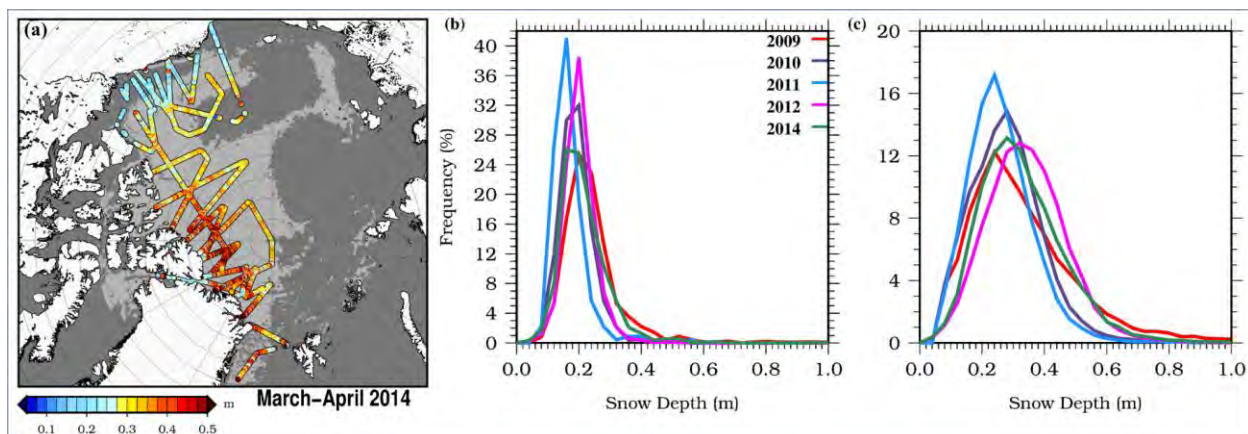 (a)
March–April 2014
m
0.1 0.2 0.3 0.4 0.5
(b)
40
36
32
28
24
20
16
12
8
4
0
Frequency (%)
0.0 0.2 0.4 0.6 0.8 1.0
Snow Depth (m)
2009
2010
2011
2012
2014
(c)
20
16
12
8
4
0
0.0 0.2 0.4 0.6 0.8 1.0
Snow Depth (m)